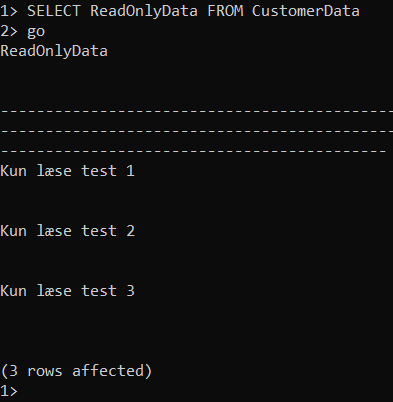 1> SELECT ReadOnlyData FROM CustomerData
2> go
ReadOnlyData
--------------------------------------------
--------------------------------------------
-------------------------------------------
Kun læse test 1
Kun læse test 2
Kun læse test 3
(3 rows affected)
1>